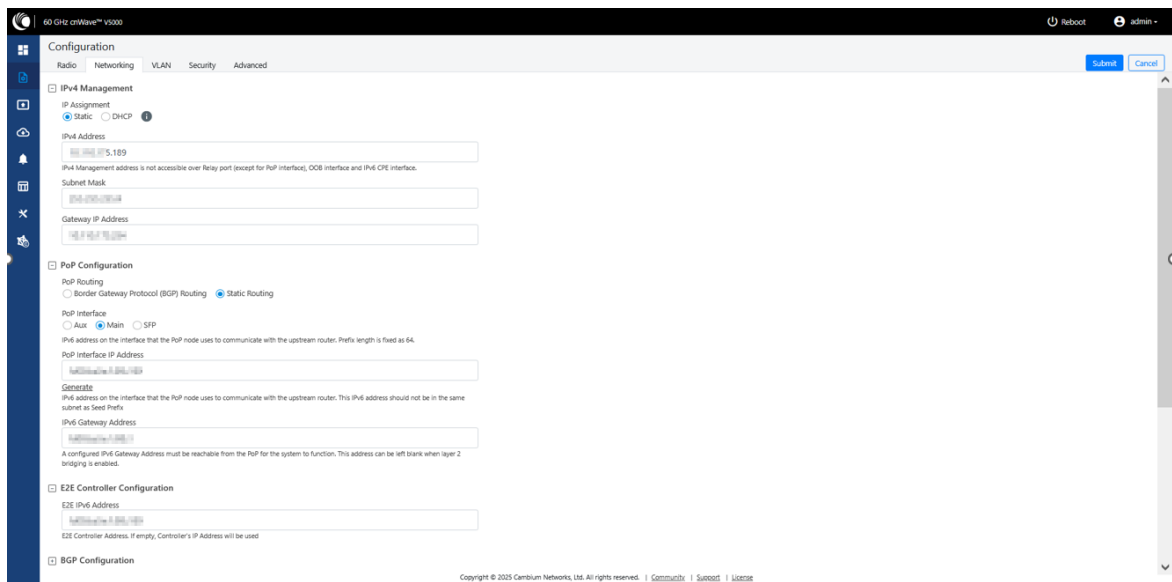 60 GHz cnWave™ V5000
Reboot
admin
Configuration
Radio Networking VLAN Security Advanced
Submit Cancel
IPv4 Management
IP Assignment
Static DHCP
IPv4 Address
5.189
IPv4 Management address is not accessible over Relay port (except for PoP interface), OOB interface and IPv6 CPE interface.
Subnet Mask
Gateway IP Address
PoP Configuration
PoP Routing
Border Gateway Protocol (BGP) Routing Static Routing
PoP Interface
Aux Main SFP
IPv6 address on the interface that the PoP node uses to communicate with the upstream router. Prefix length is fixed as 64.
PoP Interface IP Address
Generate
IPv6 address on the interface that the PoP node uses to communicate with the upstream router. This IPv6 address should not be in the same
subnet as Seed Prefix
IPv6 Gateway Address
A configured IPv6 Gateway Address must be reachable from the PoP for the system to function. This address can be left blank when layer 2
bridging is enabled.
E2E Controller Configuration
E2E IPv6 Address
E2E Controller Address. If empty, Controller's IP Address will be used
BGP Configuration
Copyright © 2025 Cambium Networks, Ltd. All rights reserved. | Community | Support | License